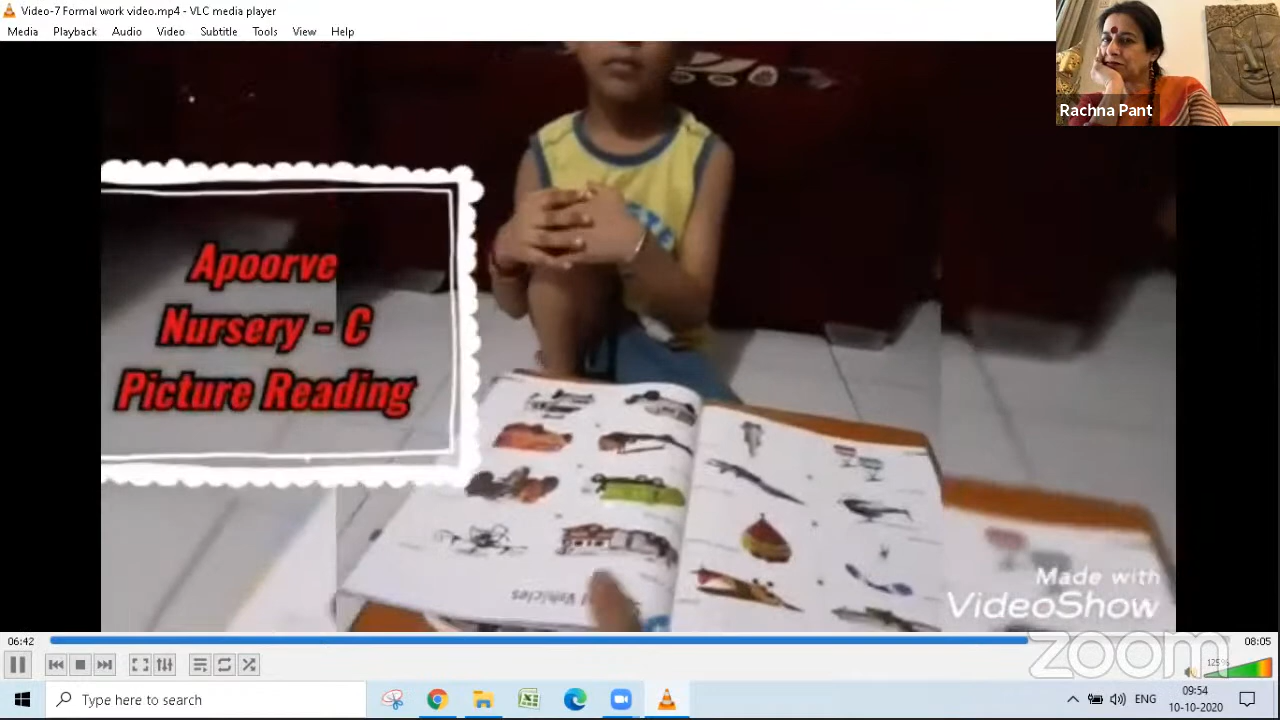 Video-7 Formal work video.mp4 - VLC media player
Media Playback Audio Video Subtitle Tools View Help
Rachna Pant
Apoorve
Nursery - C
Picture Reading
Vehicles
Made with
VideoShow
06:42
08:05
zoom
125%
Type here to search
ENG
09:54
10-10-2020